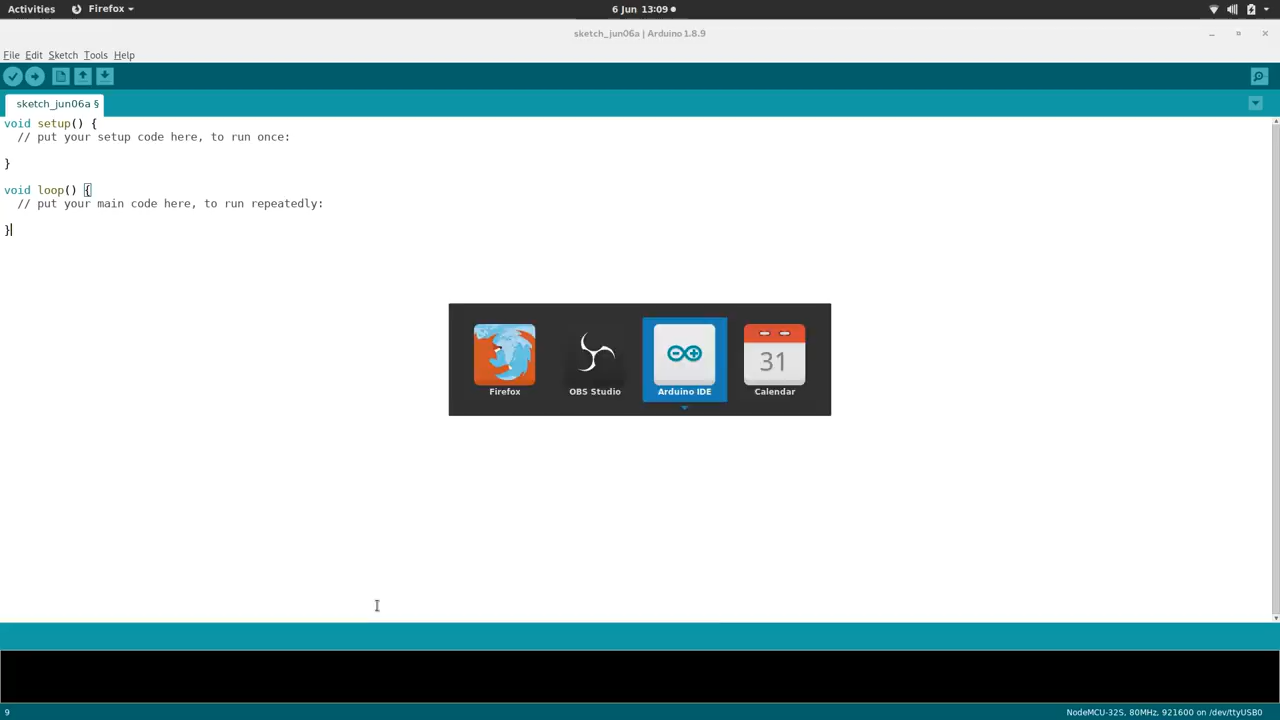 Activities Firefox 6 Jun 13:09
sketch_jun06a | Arduino 1.8.9
File Edit Sketch Tools Help
sketch_jun06a §
void setup() {
// put your setup code here, to run once:
}
void loop() {
// put your main code here, to run repeatedly:
}
31
Firefox OBS Studio Arduino IDE Calendar
9 NodeMCU-32S, 80MHz, 921600 on /dev/ttyUSB0